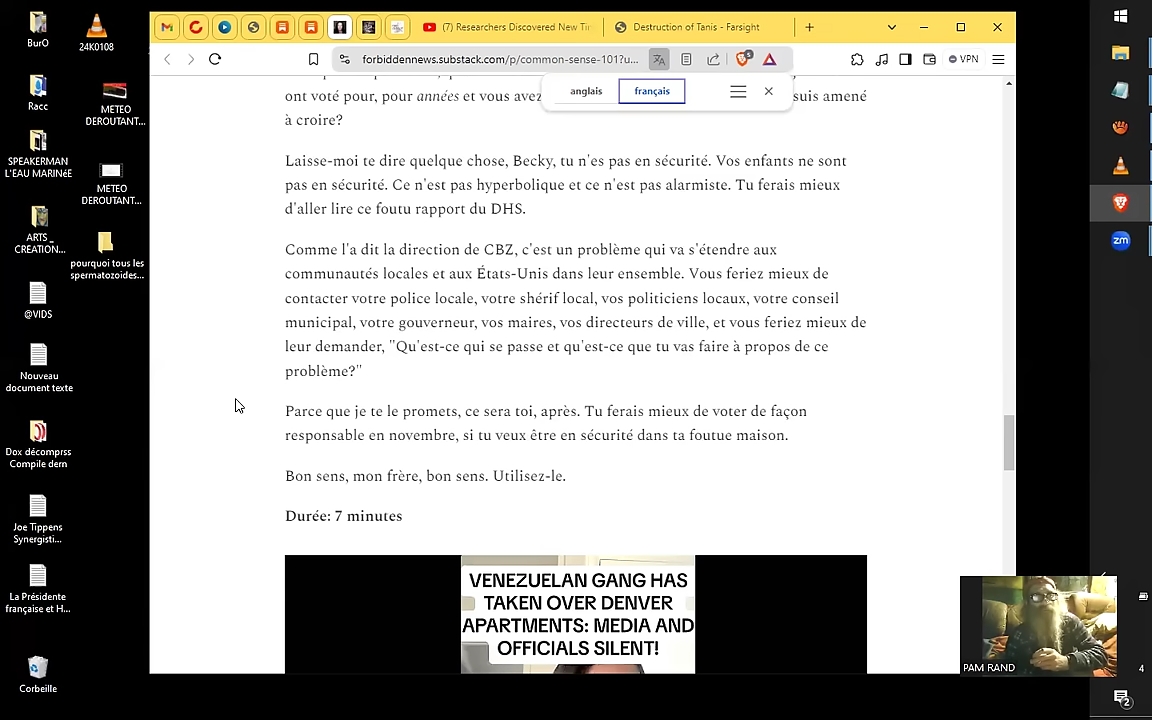 BurO
24K0108
Racc
METEO
DEROUTANT...
SPEAKERMAN
L'EAU MARINéE
METEO
DEROUTANT...
ARTS _
CREATION...
pourquoi tous les
spermatozoides...
@VIDS
Nouveau
document texte
Dox décomprss
Compile dern
Joe Tippens
Synergisti...
La Présidente
française et H...
Corbeille
(7) Researchers Discovered New Ti
Destruction of Tanis - Farsight
forbiddennews.substack.com/p/common-sense-101?u...
5
VPN
anglais
français
ont voté pour, pour années et vous avez
suis amené
à croire?
Laisse-moi te dire quelque chose, Becky, tu n'es pas en sécurité. Vos enfants ne sont
pas en sécurité. Ce n'est pas hyperbolique et ce n'est pas alarmiste. Tu ferais mieux
d'aller lire ce foutu rapport du DHS.
Comme l'a dit la direction de CBZ, c'est un problème qui va s'étendre aux
communautés locales et aux États-Unis dans leur ensemble. Vous feriez mieux de
contacter votre police locale, votre shérif local, vos politiciens locaux, votre conseil
municipal, votre gouverneur, vos maires, vos directeurs de ville, et vous feriez mieux de
leur demander, "Qu'est-ce qui se passe et qu'est-ce que tu vas faire à propos de ce
problème?"
Parce que je te le promets, ce sera toi, après. Tu ferais mieux de voter de façon
responsable en novembre, si tu veux être en sécurité dans ta foutue maison.
Bon sens, mon frère, bon sens. Utilisez-le.
Durée: 7 minutes
VENEZUELAN GANG HAS
TAKEN OVER DENVER
APARTMENTS: MEDIA AND
OFFICIALS SILENT!
zm
PAM RAND
4
2